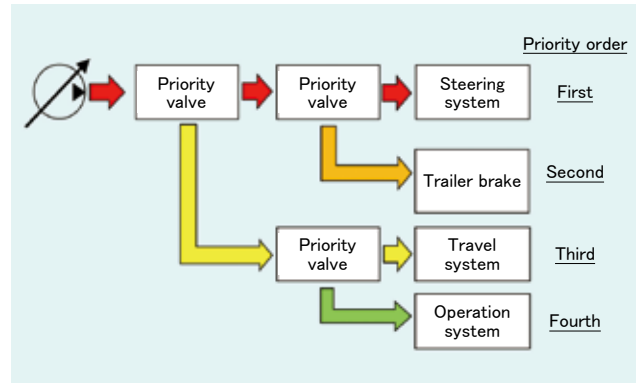 Priority order
Priority
valve
Priority
valve
Steering
system
First
Trailer brake
Second
Priority
valve
Travel
system
Third
Operation
system
Fourth